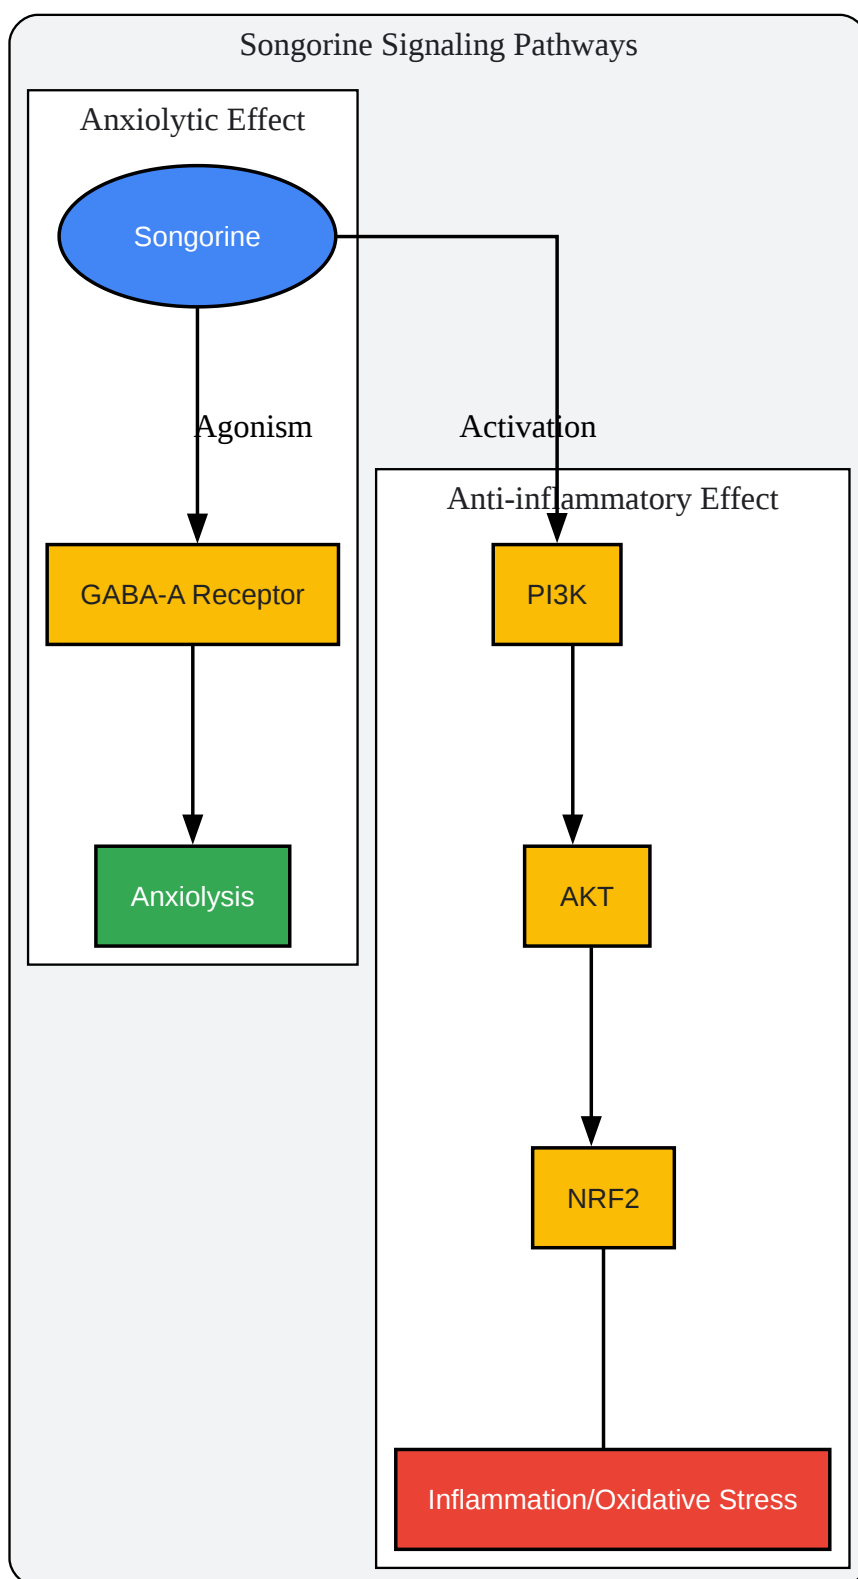 Songorine Signaling Pathways
Anxiolytic Effect
Songorine
Agonism
Activation
Anti-inflammatory Effect
GABA-A Receptor
PI3K
Anxiolysis
AKT
NRF2
Inflammation/Oxidative Stress